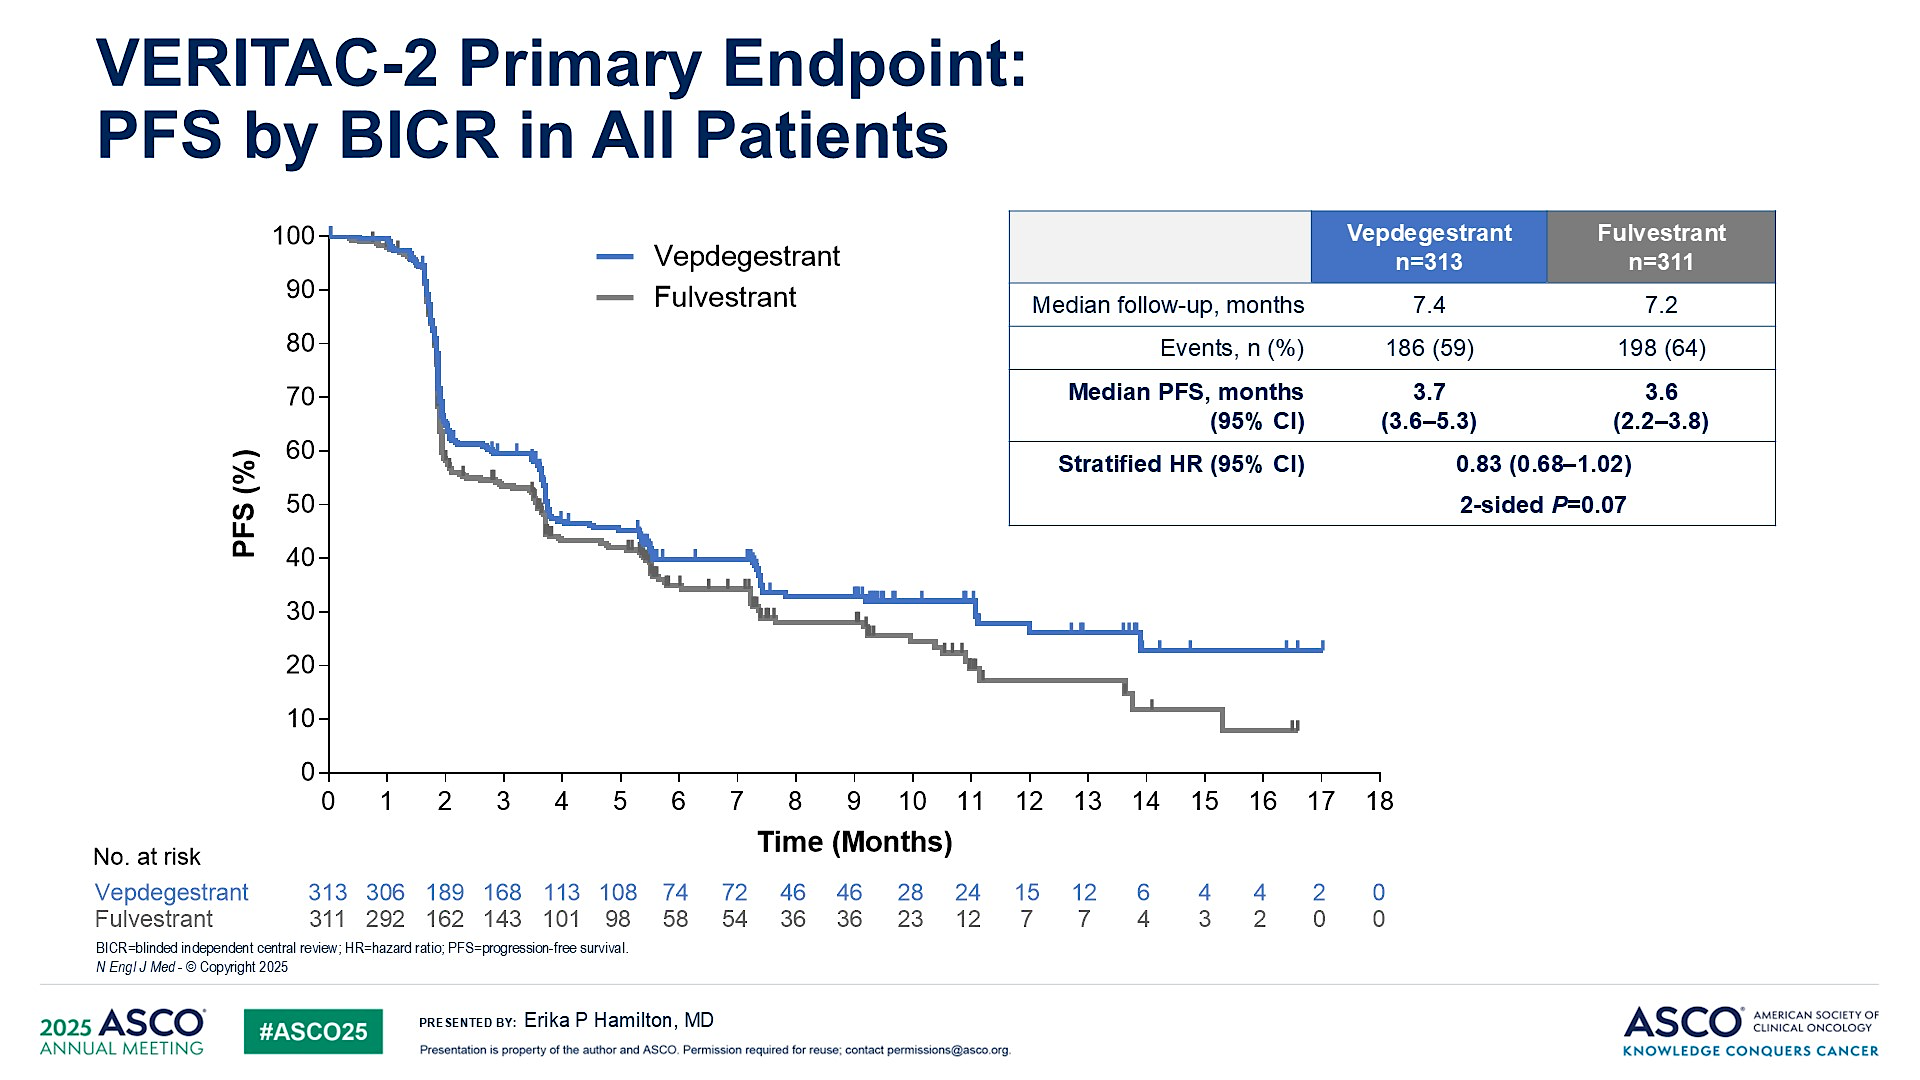 VERITAC-2 Primary Endpoint:
PFS by BICR in All Patients
Vepdegestrant
Fulvestrant
Vepdegestrant n=313
Fulvestrant n=311
Median follow-up, months 7.4 7.2
Events, n (%) 186 (59) 198 (64)
Median PFS, months 3.7 3.6
(95% CI) (3.6–5.3) (2.2–3.8)
Stratified HR (95% CI) 0.83 (0.68–1.02)
2-sided P=0.07
PFS (%)
100
90
80
70
60
50
40
30
20
10
0
0 1 2 3 4 5 6 7 8 9 10 11 12 13 14 15 16 17 18
Time (Months)
No. at risk
Vepdegestrant 313 306 189 168 113 108 74 72 46 46 28 24 15 12 6 4 4 2 0
Fulvestrant 311 292 162 143 101 98 58 54 36 36 23 12 7 7 4 3 2 0 0
BICR=blinded independent central review; HR=hazard ratio; PFS=progression-free survival.
N Engl J Med - © Copyright 2025
2025 ASCO®
ANNUAL MEETING
#ASCO25
PRESENTED BY: Erika P Hamilton, MD
Presentation is property of the author and ASCO. Permission required for reuse; contact permissions@asco.org.
ASCO® AMERICAN SOCIETY OF
CLINICAL ONCOLOGY
KNOWLEDGE CONQUERS CANCER